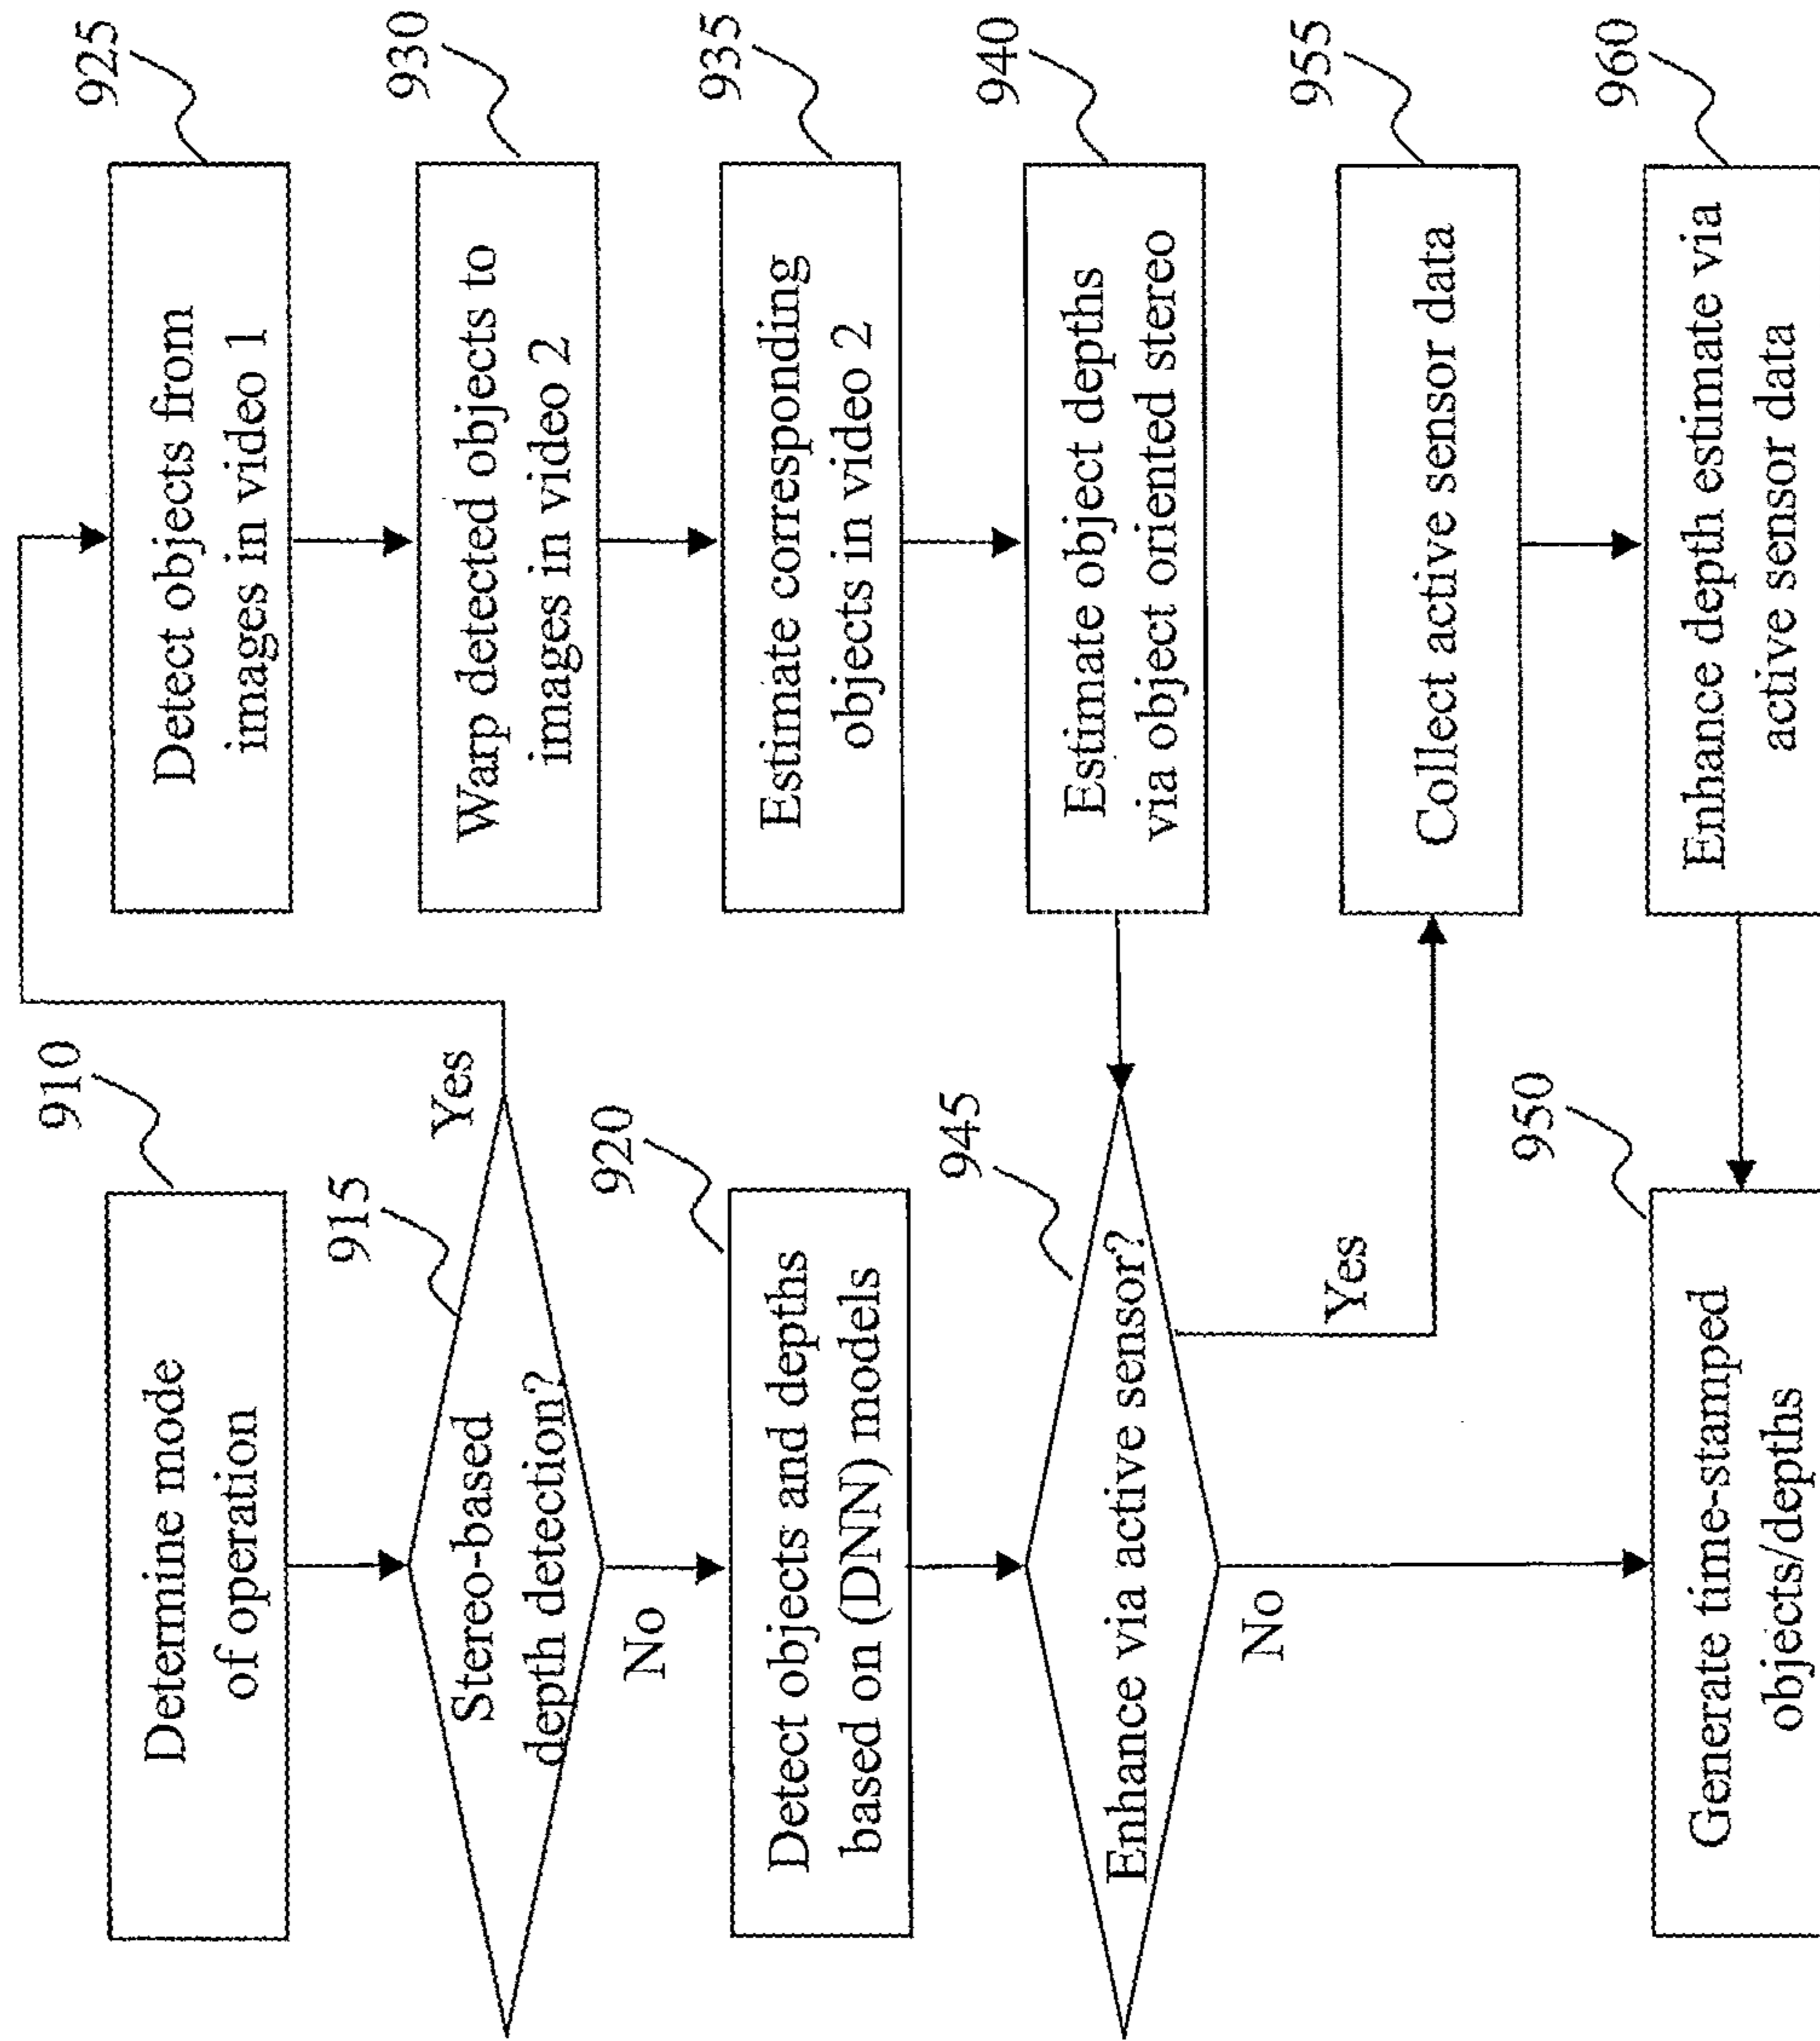 910
Determine mode
of operation
915
Stereo-based
depth detection?
Yes
No
920
Detect objects and depths
based on (DNN) models
925
Detect objects from
images in video 1
930
Warp detected objects to
images in video 2
935
Estimate corresponding
objects in video 2
940
Estimate object depths
via object oriented stereo
945
Enhance via active sensor?
Yes
No
955
Collect active sensor data
960
Enhance depth estimate via
active sensor data
950
Generate time-stamped
objects/depths